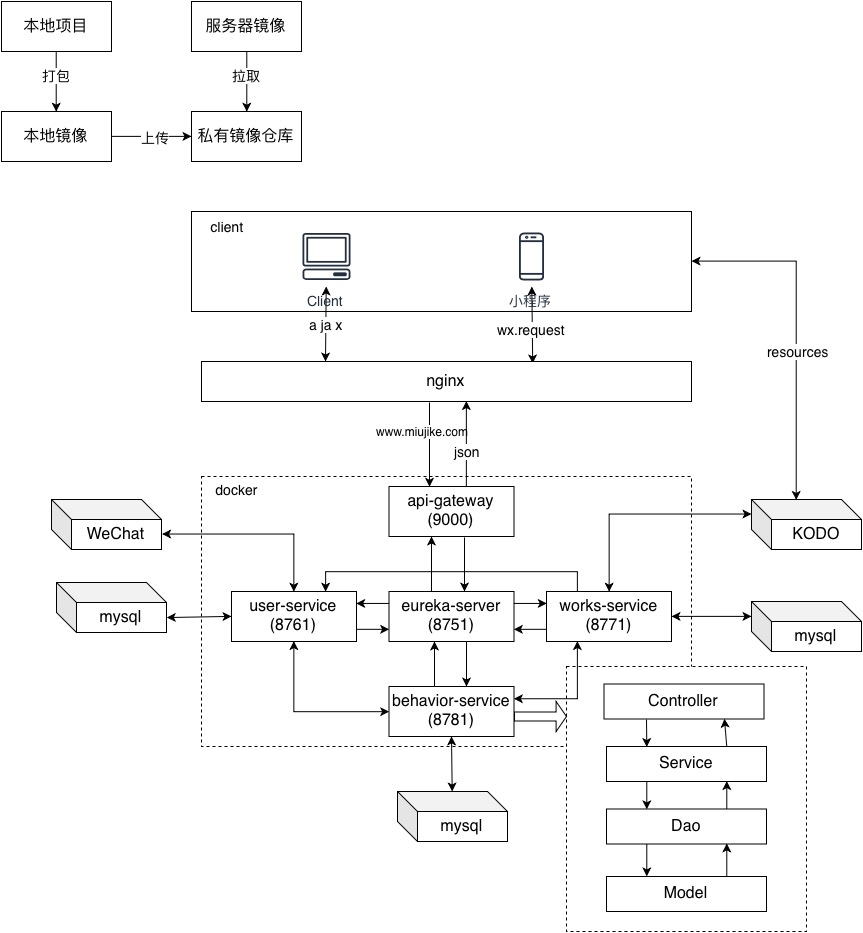 本地项目
服务器镜像
打包
拉取
本地镜像
上传
私有镜像仓库
client
Client
小程序
a ja x
wx.request
resources
nginx
www.miujike.com
json
docker
api-gateway
(9000)
WeChat
KODO
mysql
user-service
(8761)
eureka-server
(8751)
works-service
(8771)
mysql
behavior-service
(8781)
Controller
Service
mysql
Dao
Model